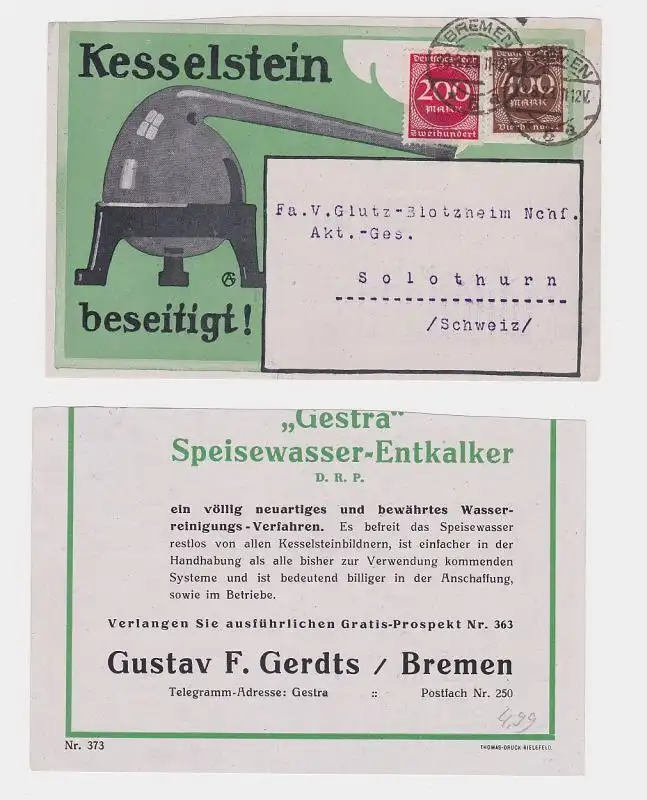 Kesselstein
beseitigt!
Deutsches Reich
200
MARK
Zweihundert
400
MARK
Vierhundert
BREMEN
Fa.V.Glutz-Blotzheim Nchf.
Akt.-Ges.
Solothurn
/Schweiz/
„Gestra“
Speisewasser-Entkalker
D. R. P.
ein völlig neuartiges und bewährtes Wasser-
reinigungs-Verfahren. Es befreit das Speisewasser
restlos von allen Kesselsteinbildnern, ist einfacher in der
Handhabung als alle bisher zur Verwendung kommenden
Systeme und ist bedeutend billiger in der Anschaffung,
sowie im Betriebe.
Verlangen Sie ausführlichen Gratis-Prospekt Nr. 363
Gustav F. Gerdts / Bremen
Telegramm-Adresse: Gestra :: Postfach Nr. 250
4,99
Nr. 373
THOMAS-DRUCK BIELEFELD.